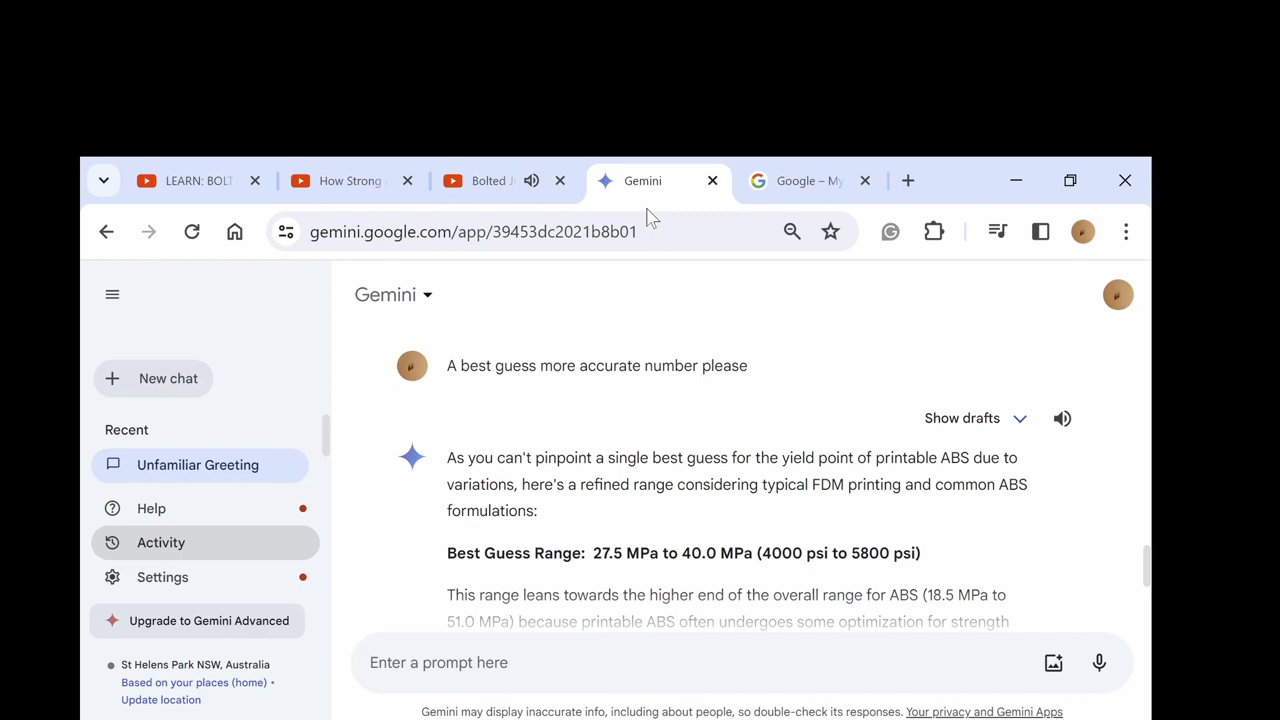 LEARN: BOLT
How Strong
Bolted J
Gemini
Google – My
gemini.google.com/app/39453dc2021b8b01
Gemini
New chat
Recent
Unfamiliar Greeting
Help
Activity
Settings
Upgrade to Gemini Advanced
St Helens Park NSW, Australia
Based on your places (home) •
Update location
A best guess more accurate number please
Show drafts
As you can't pinpoint a single best guess for the yield point of printable ABS due to
variations, here's a refined range considering typical FDM printing and common ABS
formulations:
Best Guess Range: 27.5 MPa to 40.0 MPa (4000 psi to 5800 psi)
This range leans towards the higher end of the overall range for ABS (18.5 MPa to
51.0 MPa) because printable ABS often undergoes some optimization for strength
Enter a prompt here
Gemini may display inaccurate info, including about people, so double-check its responses. Your privacy and Gemini Apps